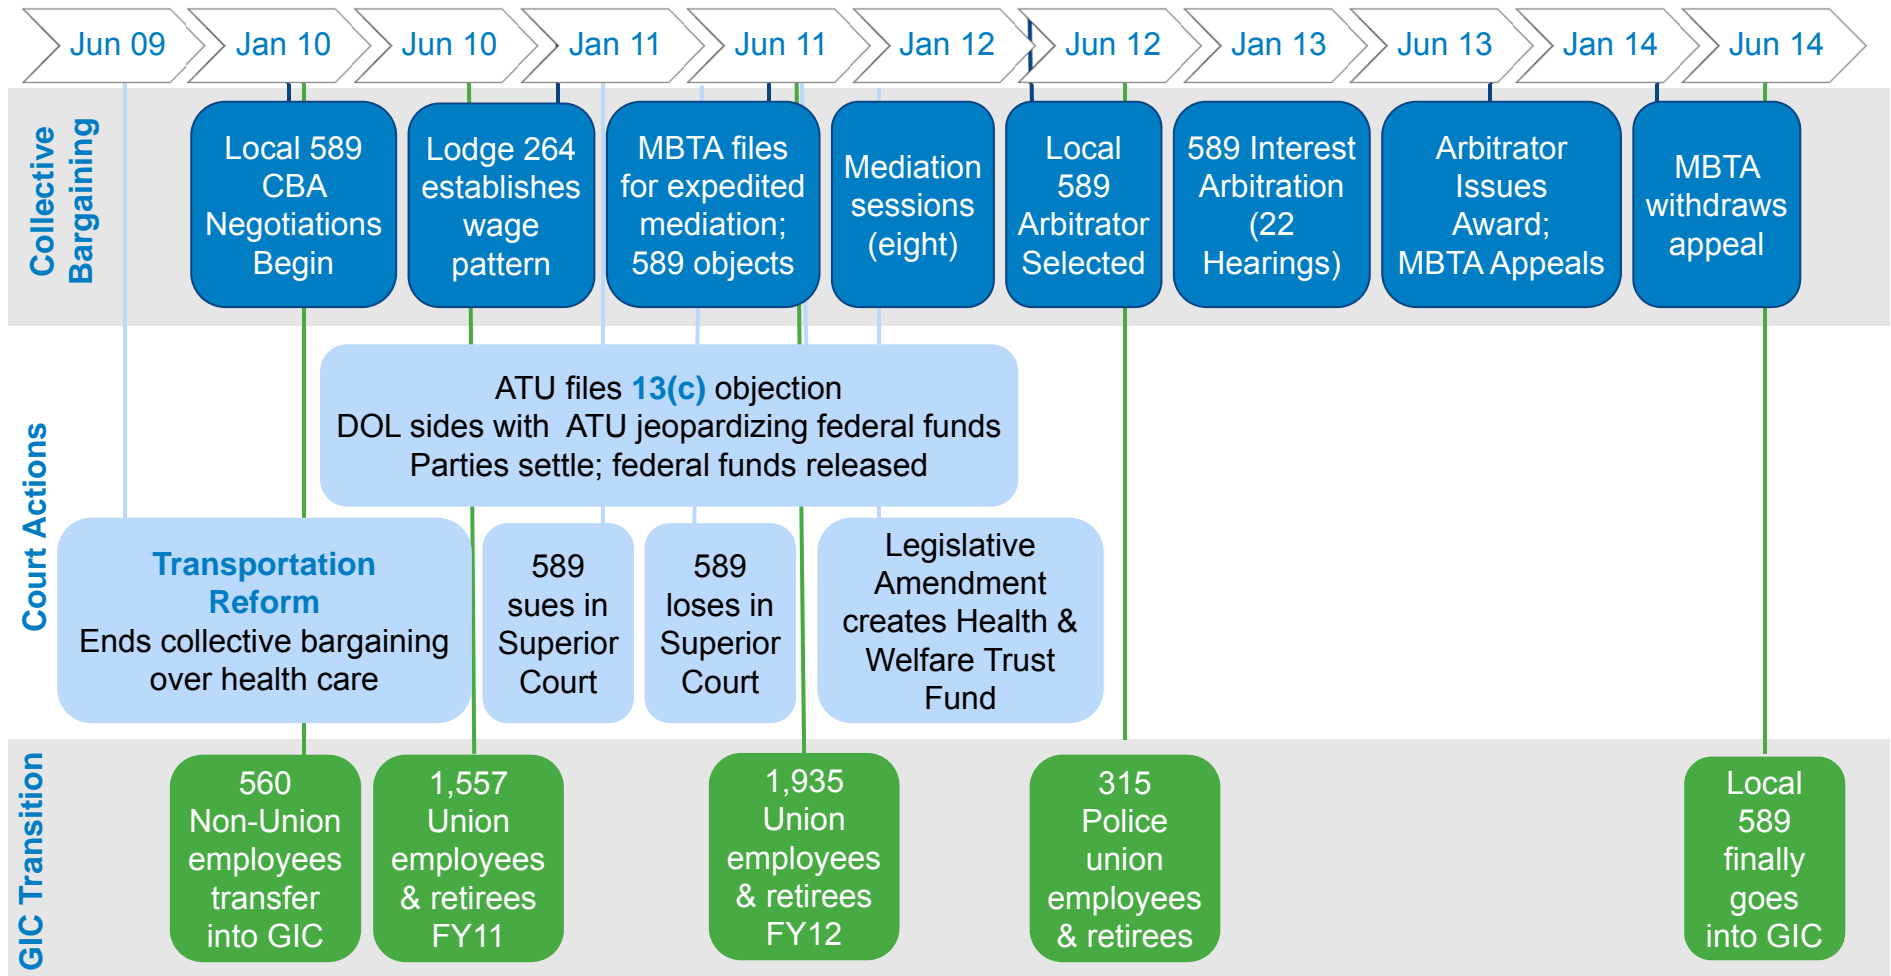 Jun 09
Jan 10
Jun 10
Jan 11
Jun 11
Jan 12
Jun 12
Jan 13
Jun 13
Jan 14
Jun 14
Collective
Bargaining
Local 589
CBA
Negotiations
Begin
Lodge 264
establishes
wage
pattern
MBTA files
for expedited
mediation;
589 objects
Mediation
sessions
(eight)
Local
589
Arbitrator
Selected
589 Interest
Arbitration
(22
Hearings)
Arbitrator
Issues
Award;
MBTA Appeals
MBTA
withdraws
appeal
Court Actions
ATU files 13(c) objection
DOL sides with  ATU jeopardizing federal funds
Parties settle; federal funds released
Transportation
Reform
Ends collective bargaining
over health care
589
sues in
Superior
Court
589
loses in
Superior
Court
Legislative
Amendment
creates Health &
Welfare Trust
Fund
GIC Transition
560
Non-Union
employees
transfer
into GIC
1,557
Union
employees
& retirees
FY11
1,935
Union
employees
& retirees
FY12
315
Police
union
employees
& retirees
Local
589
finally
goes
into GIC